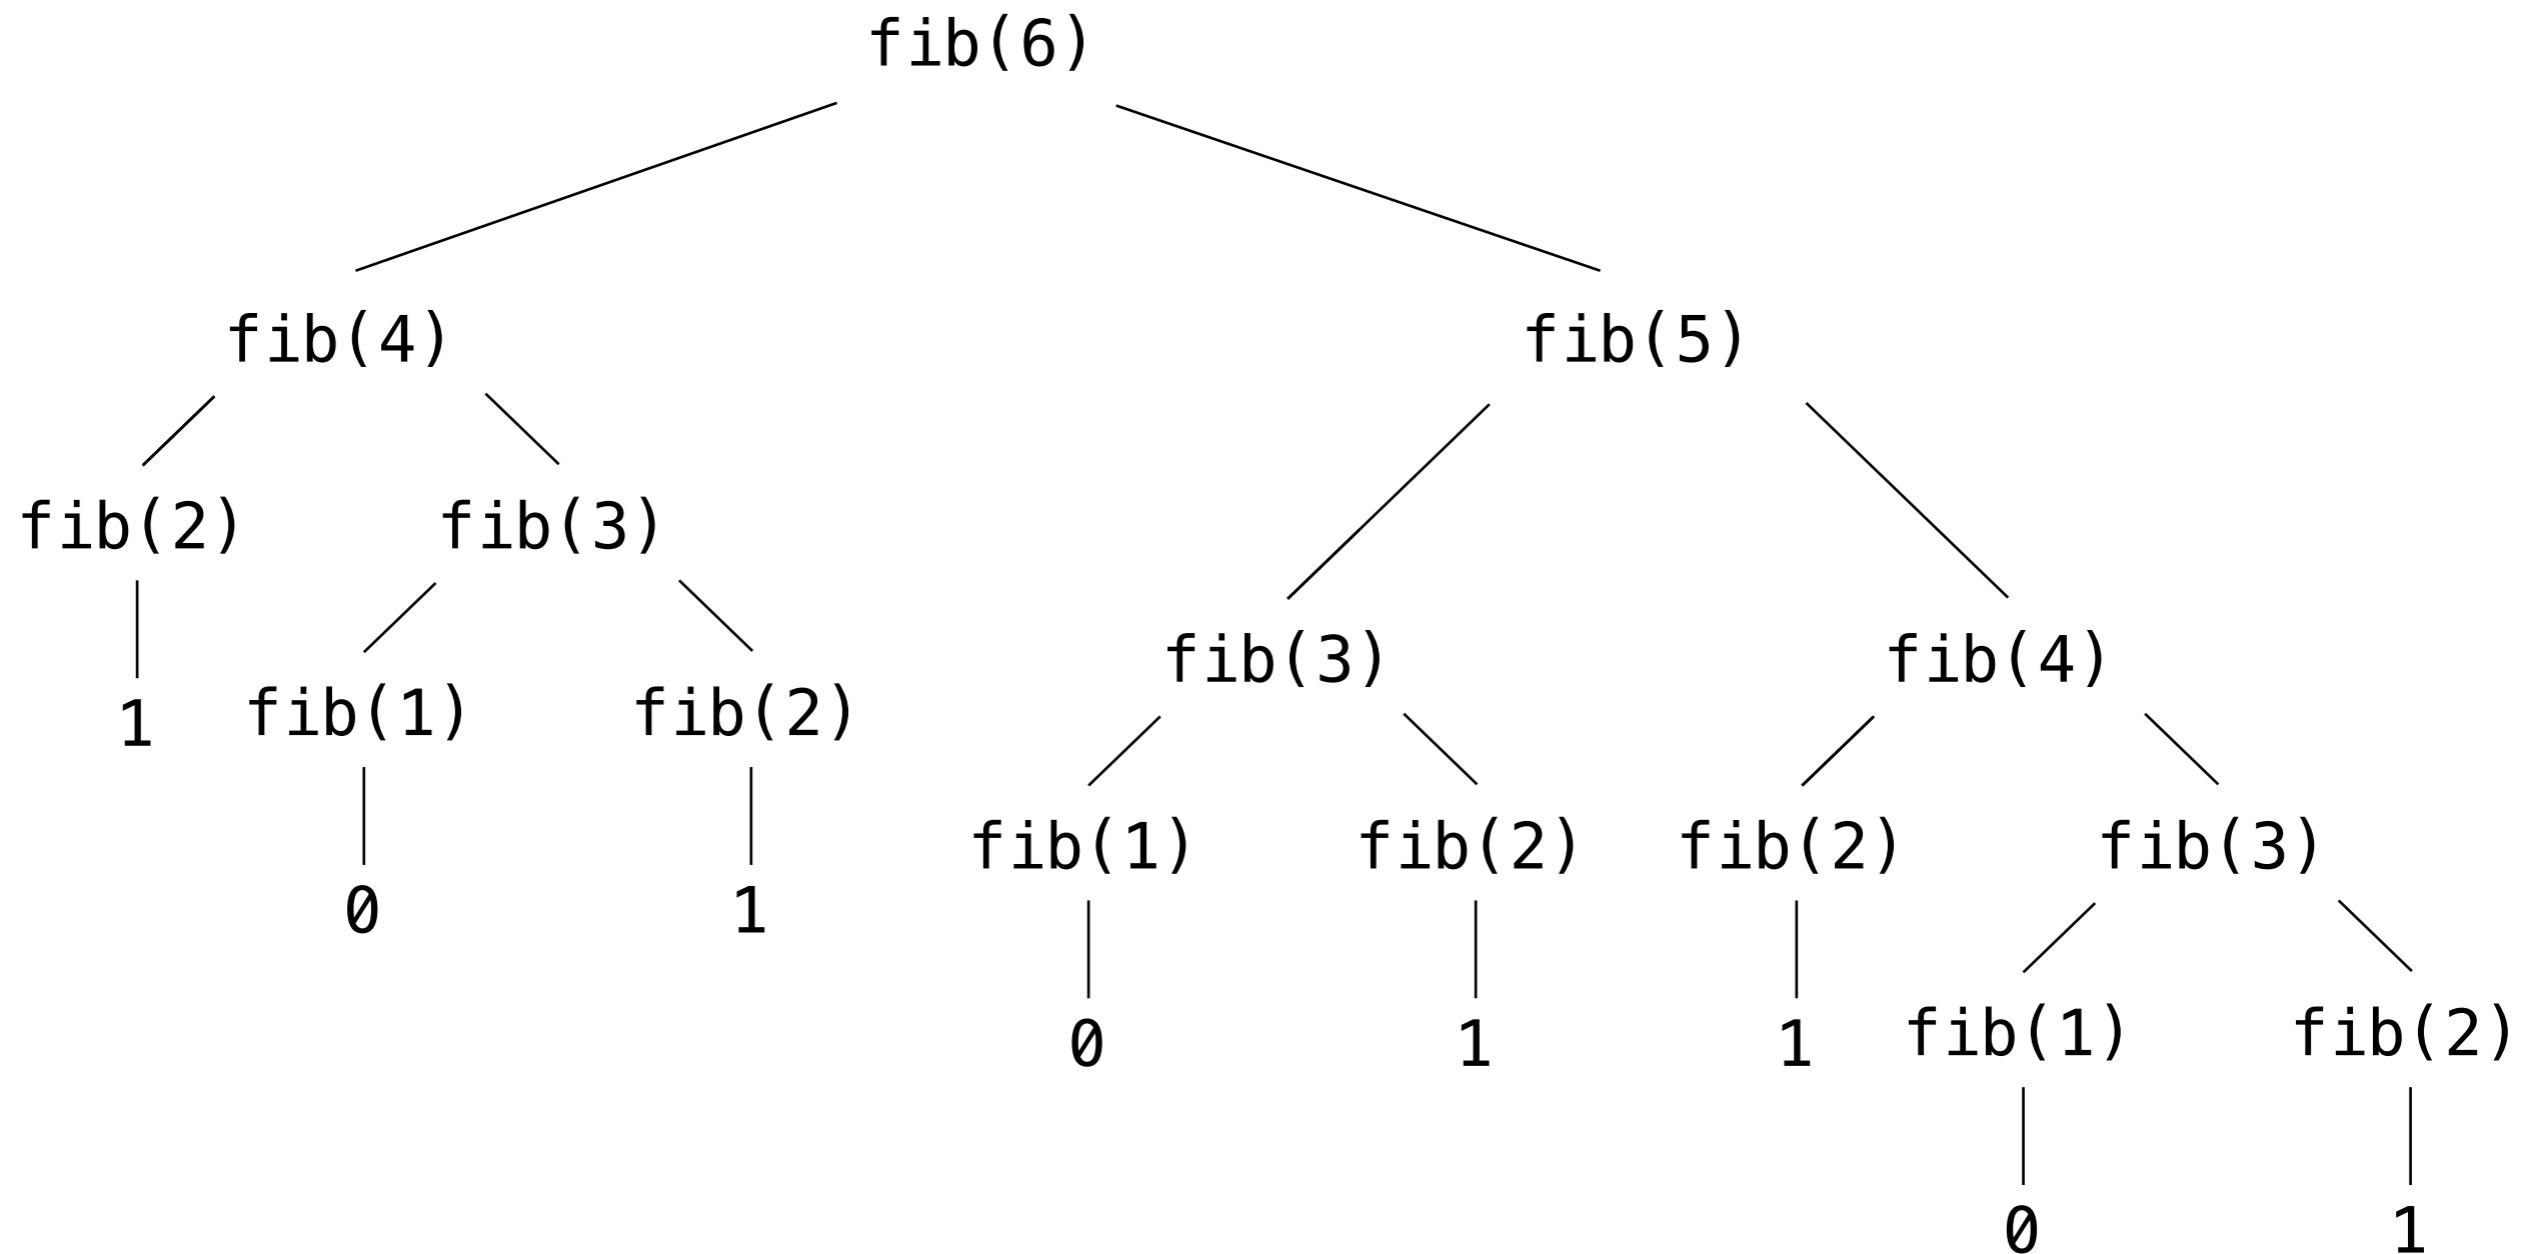 fib(6)
fib(4) fib(5)
fib(2) fib(3)
fib(3) fib(4)
1 fib(1) fib(2)
fib(1) fib(2) fib(2) fib(3)
0 1
0 1 1 fib(1) fib(2)
0 1